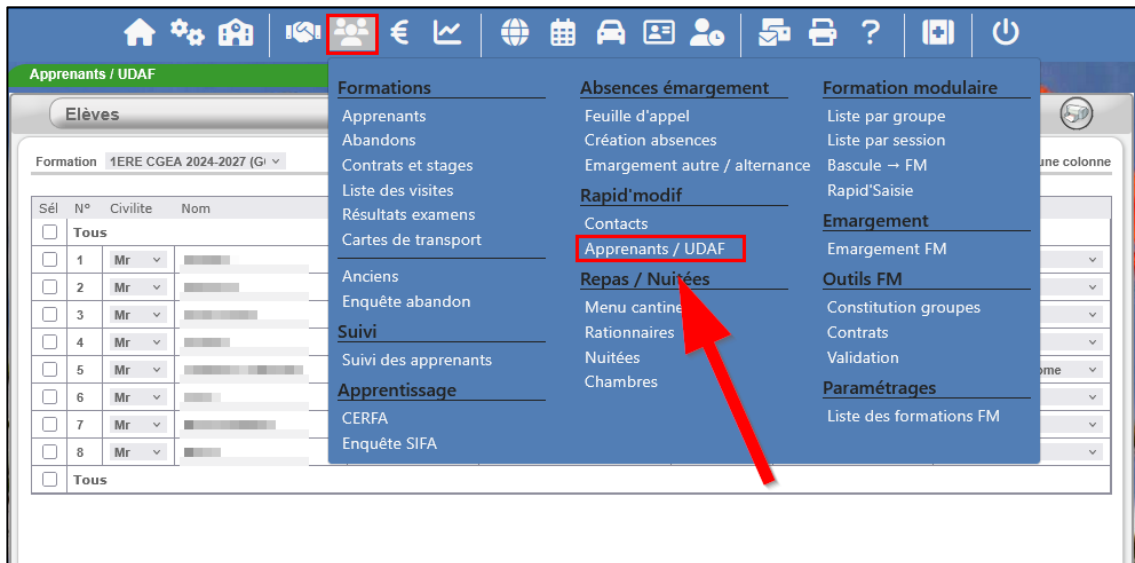 €
?
Apprenants / UDAF
Elèves
Formation 1ERE CGEA 2024-2027 (G
une colonne
Sél N° Civilite Nom
Tous
1 Mr
2 Mr
3 Mr
4 Mr
5 Mr
ome
6 Mr
7 Mr
8 Mr
Tous
Formations
Apprenants
Abandons
Contrats et stages
Liste des visites
Résultats examens
Cartes de transport
Anciens
Enquête abandon
Suivi
Suivi des apprenants
Apprentissage
CERFA
Enquête SIFA
Absences émargement
Feuille d'appel
Création absences
Emargement autre / alternance
Rapid'modif
Contacts
Apprenants / UDAF
Repas / Nuitées
Menu cantine
Rationnaires
Nuitées
Chambres
Formation modulaire
Liste par groupe
Liste par session
Bascule → FM
Rapid'Saisie
Emargement
Emargement FM
Outils FM
Constitution groupes
Contrats
Validation
Paramétrages
Liste des formations FM